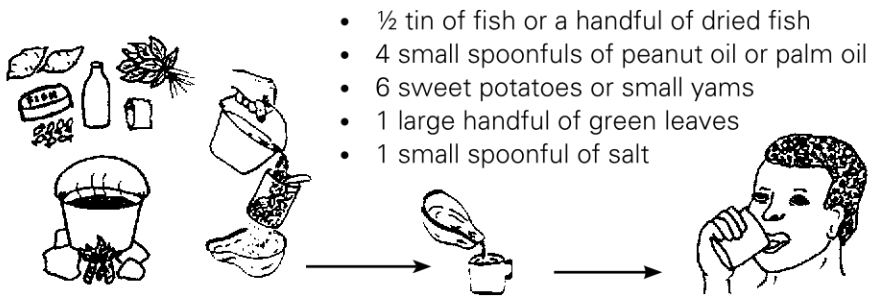 • ½ tin of fish or a handful of dried fish
• 4 small spoonfuls of peanut oil or palm oil
• 6 sweet potatoes or small yams
• 1 large handful of green leaves
• 1 small spoonful of salt
FISH